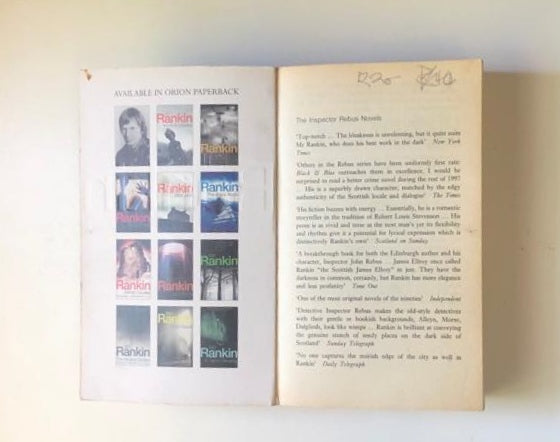 AVAILABLE IN ORION PAPERBACK
Rankin
Rankin
Rankin
Rankin
Rankin
Rankin
Rankin
Rankin
Rankin
Rankin
Rankin
The Inspector Rebus Novels
'Top-notch ... The bleakness is unrelenting, but it quite suits
Mr Rankin, who does his best work in the dark' New York
Times
'Others in the Rebus series have been uniformly first rate:
Black & Blue outreaches them in excellence. I would be
surprised to read a better crime novel during the rest of 1997
... His is a superbly drawn character, matched by the edgy
authenticity of the Scottish locale and dialogue' The Times
'His fiction buzzes with energy ... Essentially, he is a romantic
storyteller in the tradition of Robert Louis Stevenson ... His
prose is as vivid and terse as the next man's yet its flexibility
and rhythm give it a potential for lyrical expression which is
distinctively Rankin's own' Scotland on Sunday
'A breakthrough book for both the Edinburgh author and his
character, Inspector John Rebus ... James Ellroy once called
Rankin "the Scottish James Ellroy" in jest. They have the
darkness in common, certainly, but Rankin has more elegance
and less profanity' Time Out
'One of the most original novels of the nineties' Independent
'Detective Inspector Rebus makes the old-style detectives
with their gentle or bookish backgrounds, Alleyn, Morse,
Dalgliesh, look like wimps ... Rankin is brilliant at conveying
the genuine stench of seedy places on the dark side of
Scotland' Sunday Telegraph
'No one captures the noirish edge of the city as well as
Rankin' Daily Telegraph